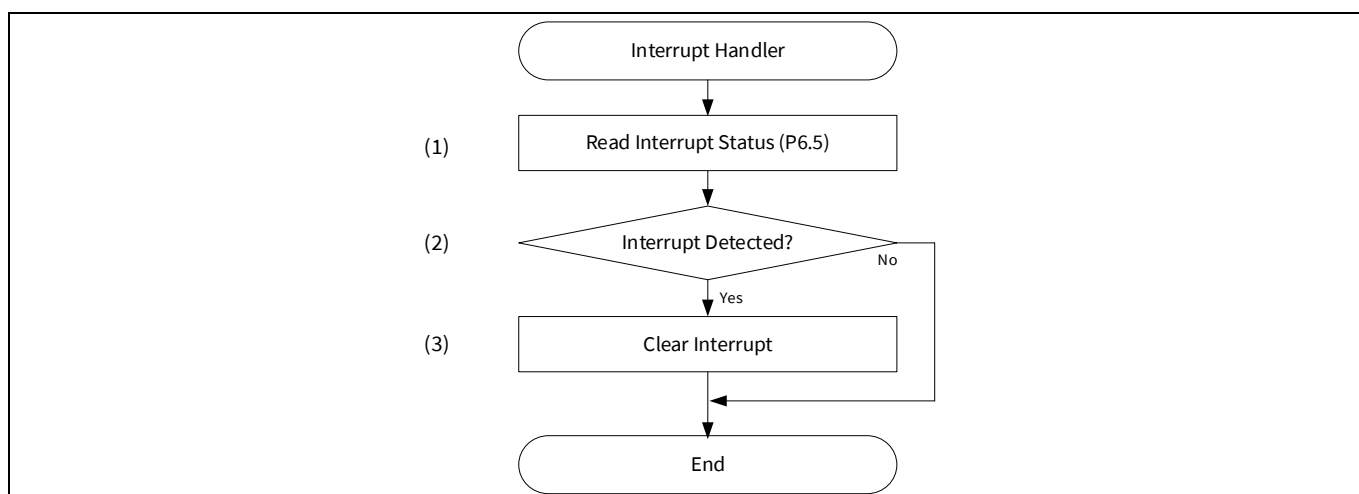 Interrupt Handler
(1)
Read Interrupt Status (P6.5)
(2)
Interrupt Detected?
No
Yes
(3)
Clear Interrupt
End